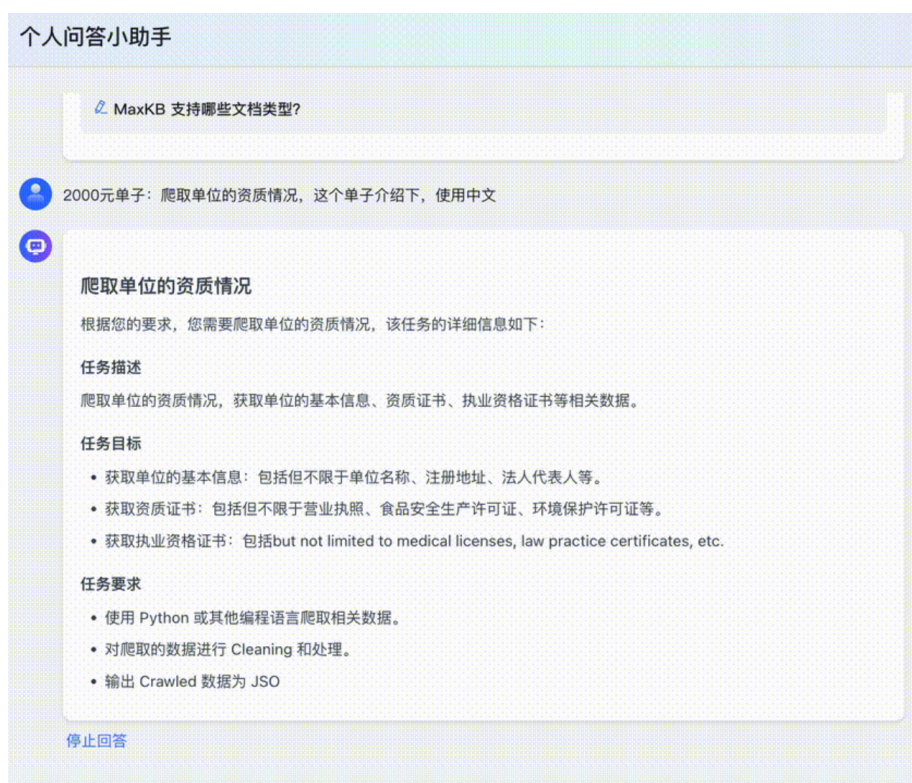 个人问答小助手
MaxKB 支持哪些文档类型?
2000元单子：爬取单位的资质情况，这个单子介绍下，使用中文
爬取单位的资质情况
根据您的要求，您需要爬取单位的资质情况，该任务的详细信息如下：
任务描述
爬取单位的资质情况，获取单位的基本信息、资质证书、执业资格证书等相关数据。
任务目标
• 获取单位的基本信息：包括但不限于单位名称、注册地址、法人代表人等。
• 获取资质证书：包括但不限于营业执照、食品安全生产许可证、环境保护许可证等。
• 获取执业资格证书：包括but not limited to medical licenses, law practice certificates, etc.
任务要求
• 使用 Python 或其他编程语言爬取相关数据。
• 对爬取的数据进行 Cleaning 和处理。
• 输出 Crawled 数据为 JSO
停止回答